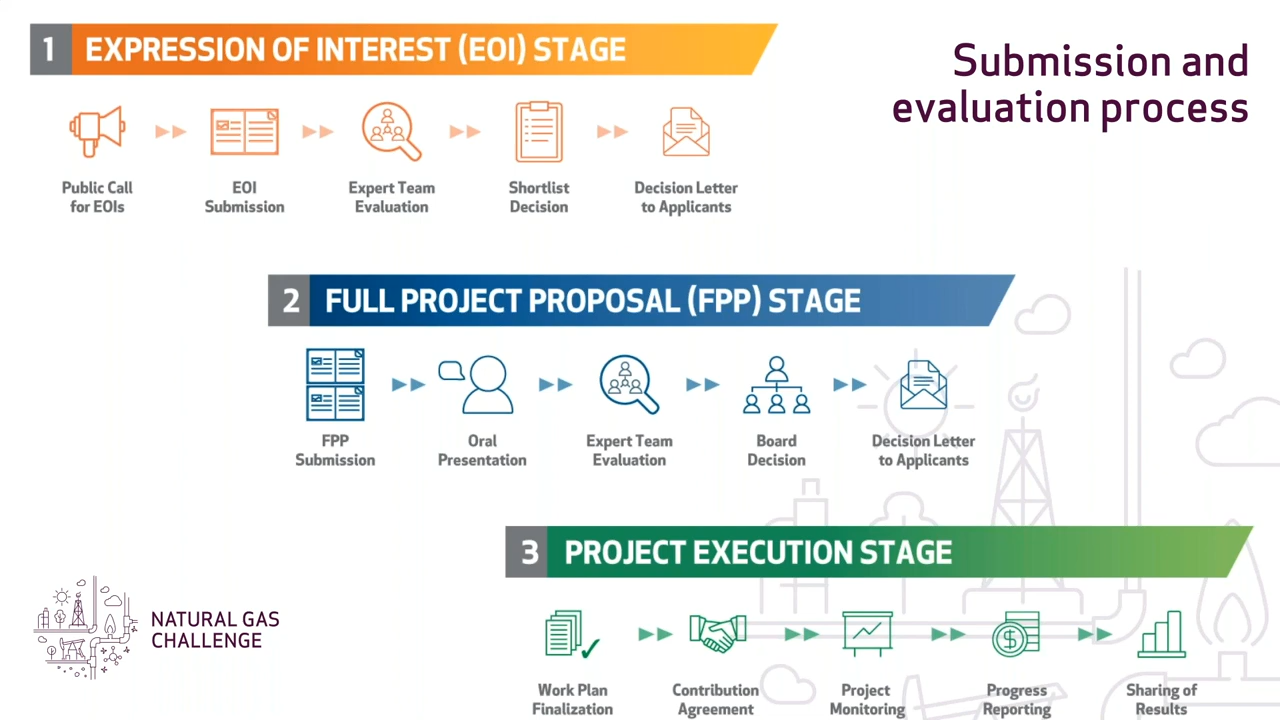 Submission and
evaluation process
1 EXPRESSION OF INTEREST (EOI) STAGE
Public Call
for EOIs
EOI
Submission
Expert Team
Evaluation
Shortlist
Decision
Decision Letter
to Applicants
2 FULL PROJECT PROPOSAL (FPP) STAGE
FPP
Submission
Oral
Presentation
Expert Team
Evaluation
Board
Decision
Decision Letter
to Applicants
3 PROJECT EXECUTION STAGE
Work Plan
Finalization
Contribution
Agreement
Project
Monitoring
Progress
Reporting
Sharing of
Results
NATURAL GAS
CHALLENGE